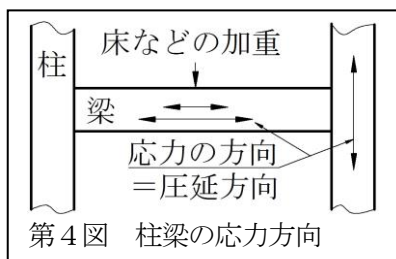 床などの加重
柱
梁
応力の方向
＝圧延方向
第４図　柱梁の応力方向